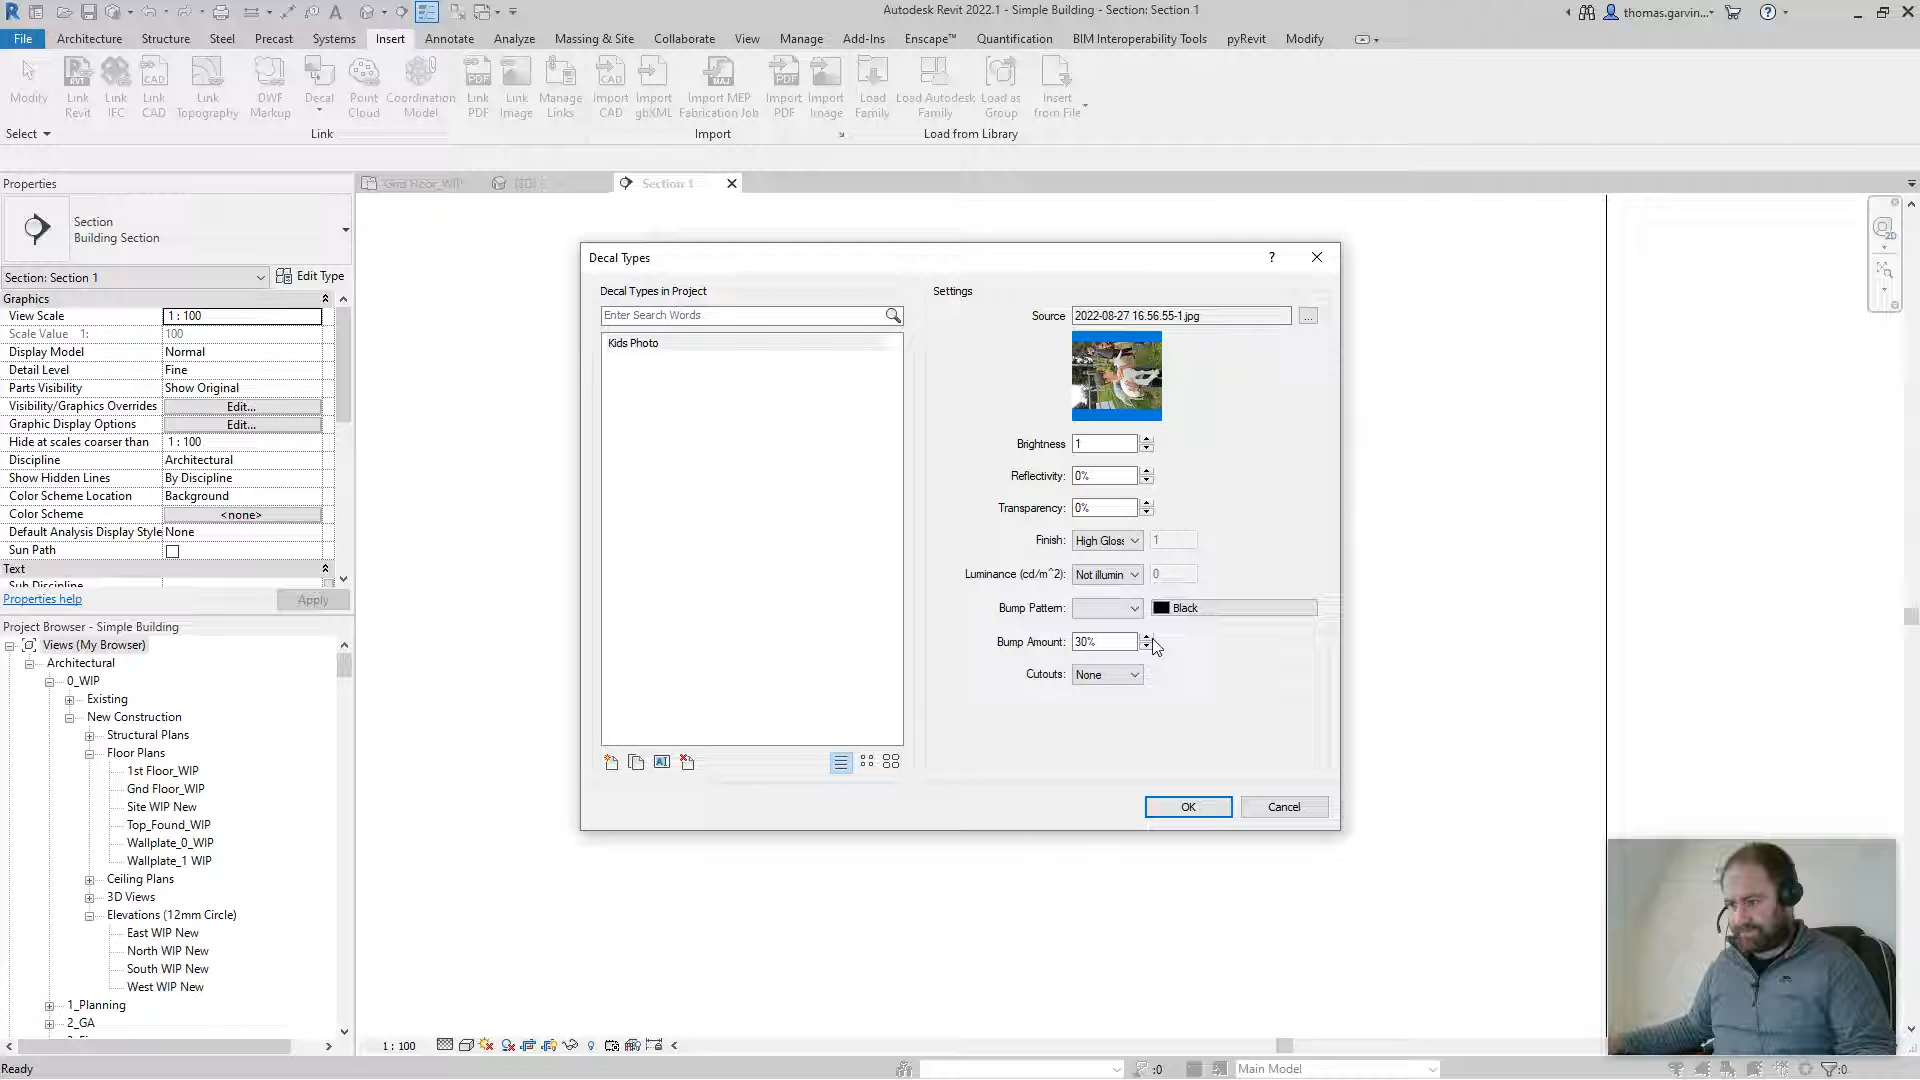 Autodesk Revit 2022.1 - Simple Building - Section: Section 1
thomas.garvin...
File Architecture Structure Steel Precast Systems Insert Annotate Analyze Massing & Site Collaborate View Manage Add-Ins Enscape™ Quantification BIM Interoperability Tools pyRevit Modify
Modify Link Revit Link IFC Link CAD Link Topography DWF Markup Decal Point Cloud Coordination Model Link PDF Link Image Manage Links Import CAD Import gbXML Import MEP Fabrication Job Import PDF Import Image Load Family Load Autodesk Family Load as Group Insert from File
Select Link Import Load from Library
Properties
Gnd Floor_WIP
{3D}
Section 1
Section
Building Section
Section: Section 1
Edit Type
Graphics
View Scale 1 : 100
Scale Value 1: 100
Display Model Normal
Detail Level Fine
Parts Visibility Show Original
Visibility/Graphics Overrides Edit...
Graphic Display Options Edit...
Hide at scales coarser than 1 : 100
Discipline Architectural
Show Hidden Lines By Discipline
Color Scheme Location Background
Color Scheme <none>
Default Analysis Display Style None
Sun Path
Text
Sub Discipline
Properties help
Apply
Project Browser - Simple Building
Views (My Browser)
Architectural
0_WIP
Existing
New Construction
Structural Plans
Floor Plans
1st Floor_WIP
Gnd Floor_WIP
Site WIP New
Top_Found_WIP
Wallplate_0_WIP
Wallplate_1 WIP
Ceiling Plans
3D Views
Elevations (12mm Circle)
East WIP New
North WIP New
South WIP New
West WIP New
1_Planning
2_GA
Decal Types
?
Decal Types in Project
Enter Search Words
Kids Photo
Settings
Source 2022-08-27 16.56.55-1.jpg ...
Brightness 1
Reflectivity: 0%
Transparency: 0%
Finish: High Gloss 1
Luminance (cd/m^2): Not illumin 0
Bump Pattern: Black
Bump Amount: 30%
Cutouts: None
OK Cancel
1 : 100
Ready
:0
Main Model
:0